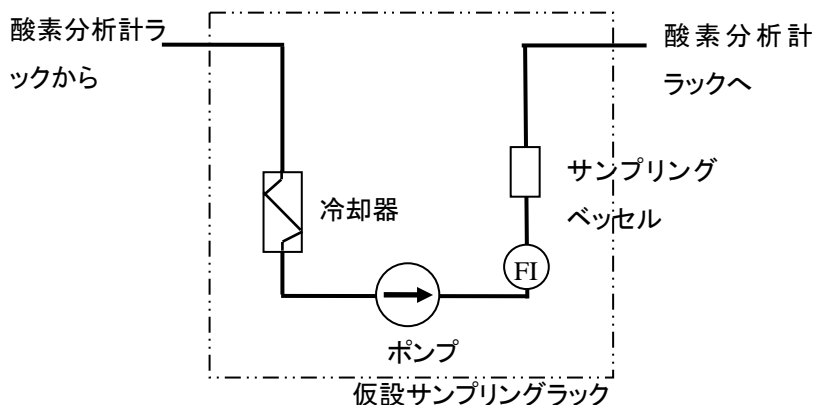 酸素分析計ラ
ックから
酸素分析計
ラックへ
サンプリング
ベッセル
冷却器
FI
ポンプ
仮設サンプリングラック